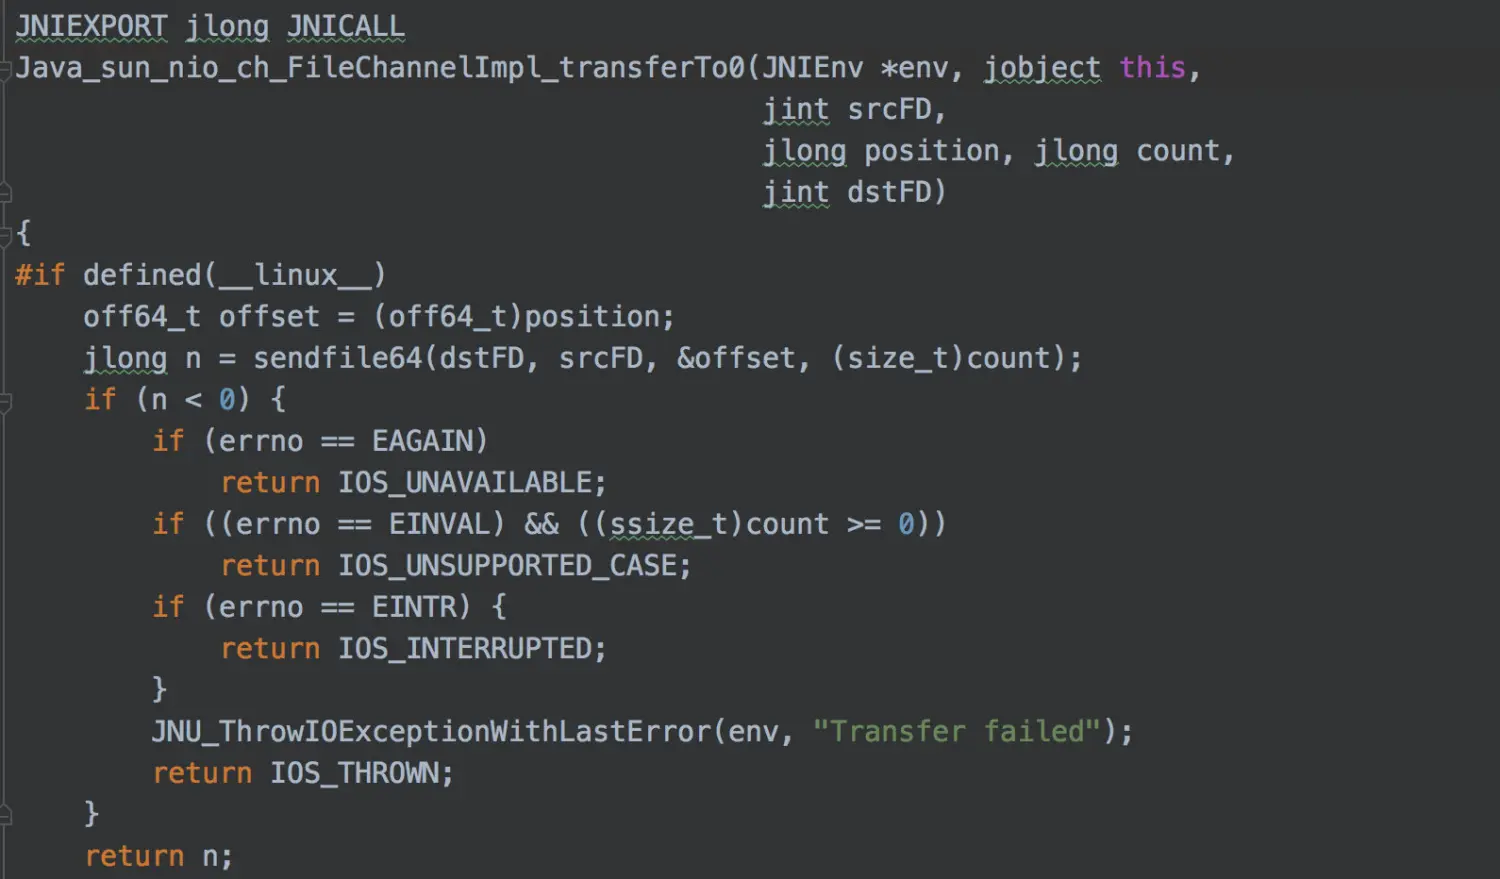 JNIEXPORT jlong JNICALL
Java_sun_nio_ch_FileChannelImpl_transferTo0(JNIEnv *env, jobject this,
                                            jint srcFD,
                                            jlong position, jlong count,
                                            jint dstFD)
{
#if defined(__linux__)
    off64_t offset = (off64_t)position;
    jlong n = sendfile64(dstFD, srcFD, &offset, (size_t)count);
    if (n < 0) {
        if (errno == EAGAIN)
            return IOS_UNAVAILABLE;
        if ((errno == EINVAL) && ((ssize_t)count >= 0))
            return IOS_UNSUPPORTED_CASE;
        if (errno == EINTR) {
            return IOS_INTERRUPTED;
        }
        JNU_ThrowIOExceptionWithLastError(env, "Transfer failed");
        return IOS_THROWN;
    }
    return n;